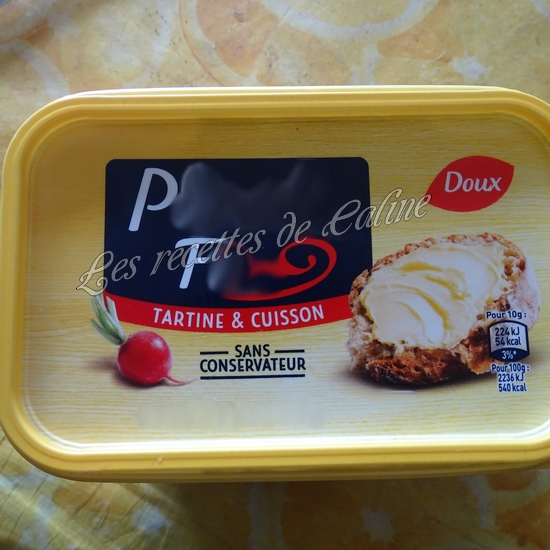 Doux
P
Les recettes de Caline
F
TARTINE & CUISSON
SANS
CONSERVATEUR
Pour 10g :
224 kJ
54 kcal
3%*
Pour 100g :
2236 kJ
540 kcal